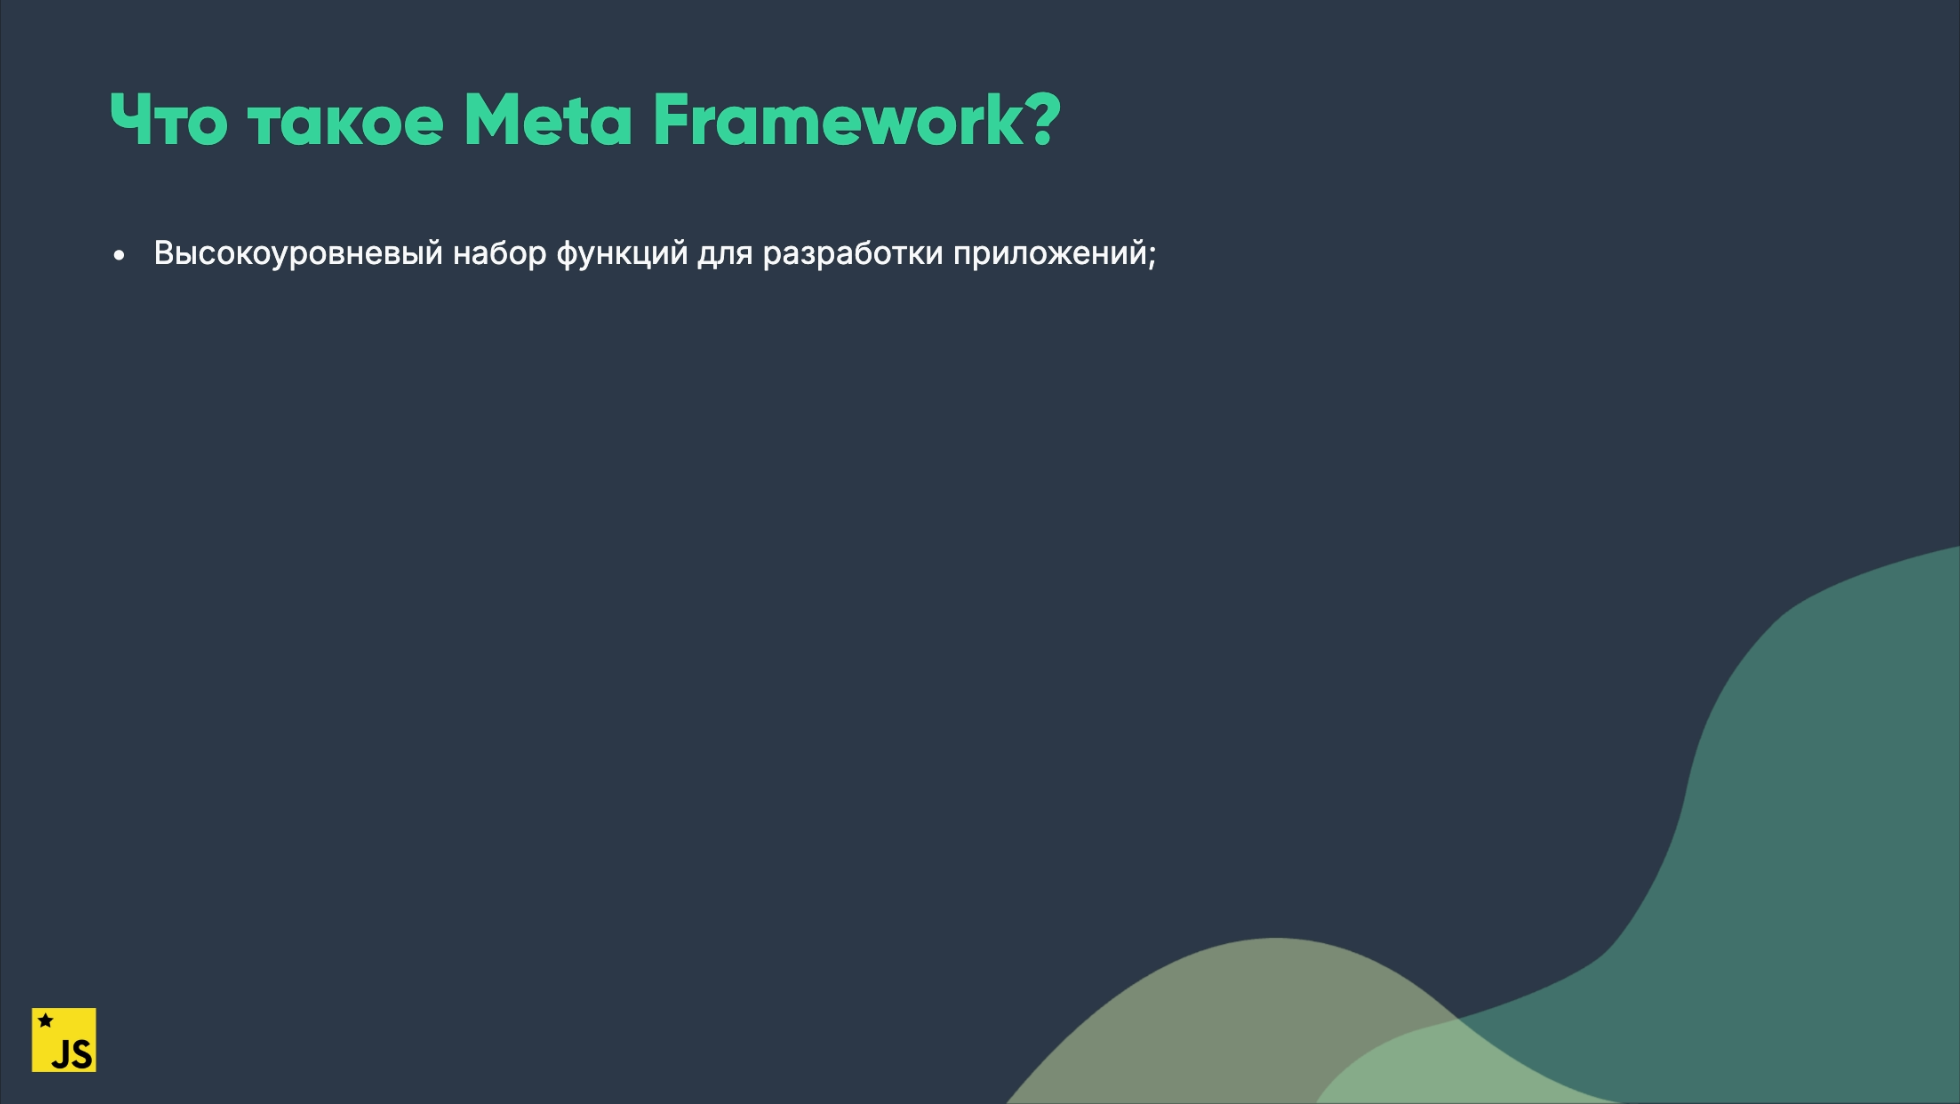 Что такое Meta Framework?
• Высокоуровневый набор функций для разработки приложений;
JS